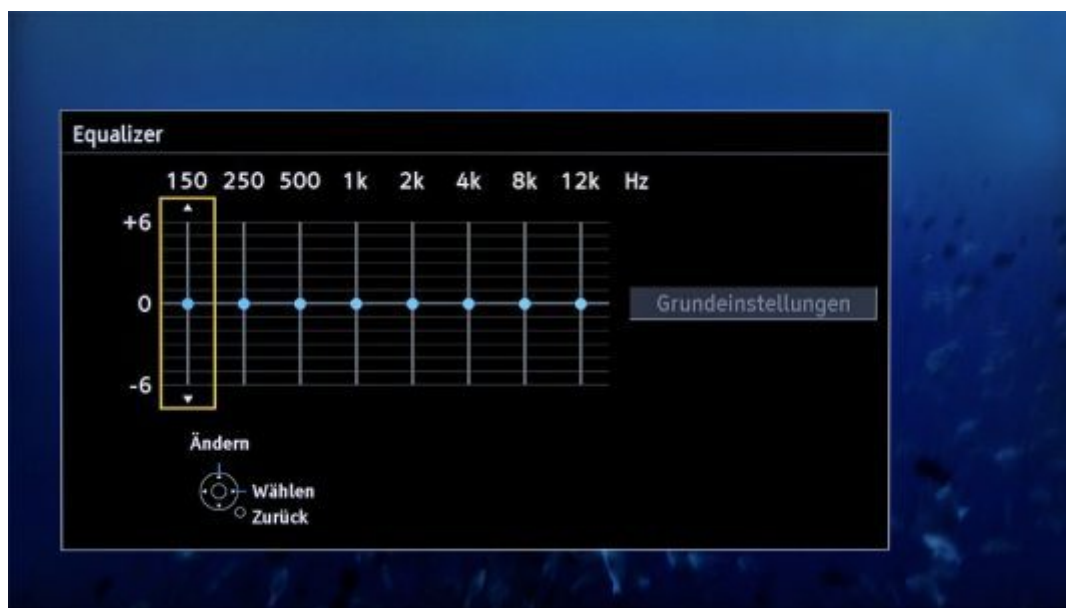 Equalizer
150 250 500 1k 2k 4k 8k 12k Hz
+6
0
Grundeinstellungen
-6
Ändern
Wählen
Zurück